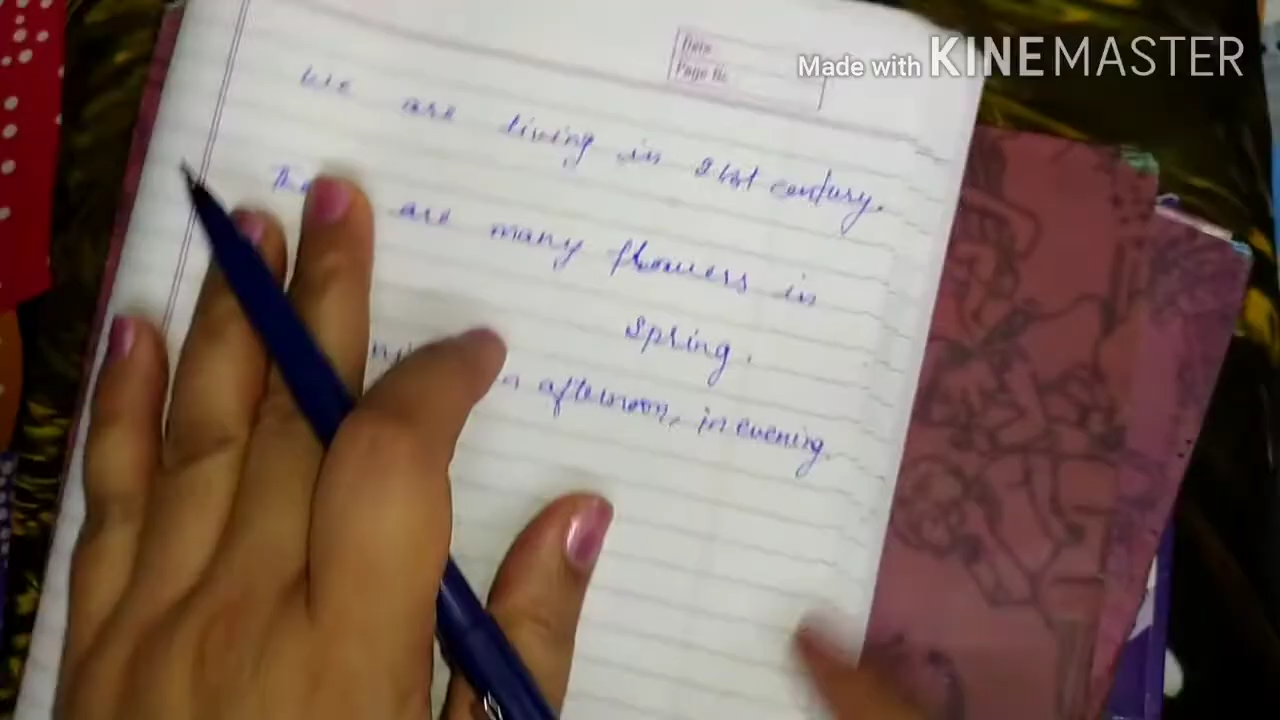 Date
Page No
Made with KINEMASTER
we are living in 21st century.
are many flowers in
spring.
afternoon, in evening.